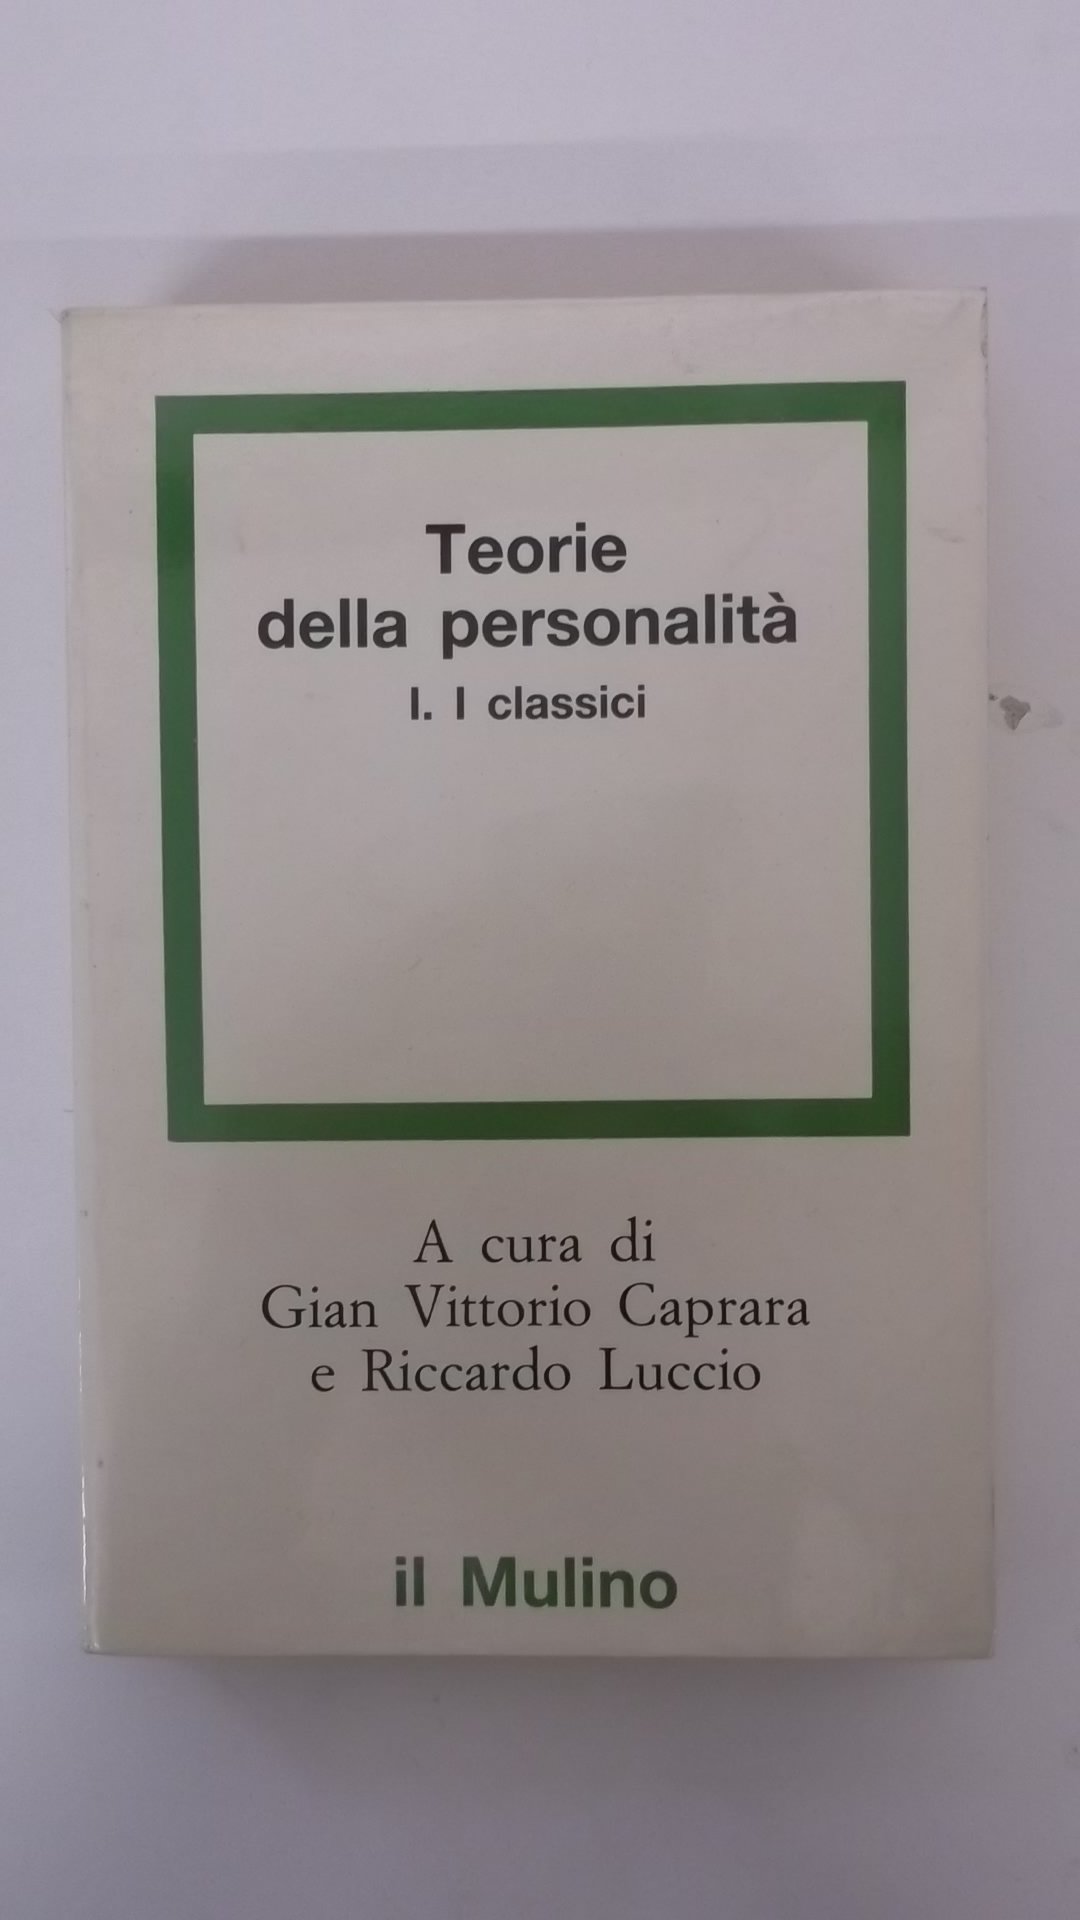 Teorie
della personalità
I. I classici
A cura di
Gian Vittorio Caprara
e Riccardo Luccio
il Mulino